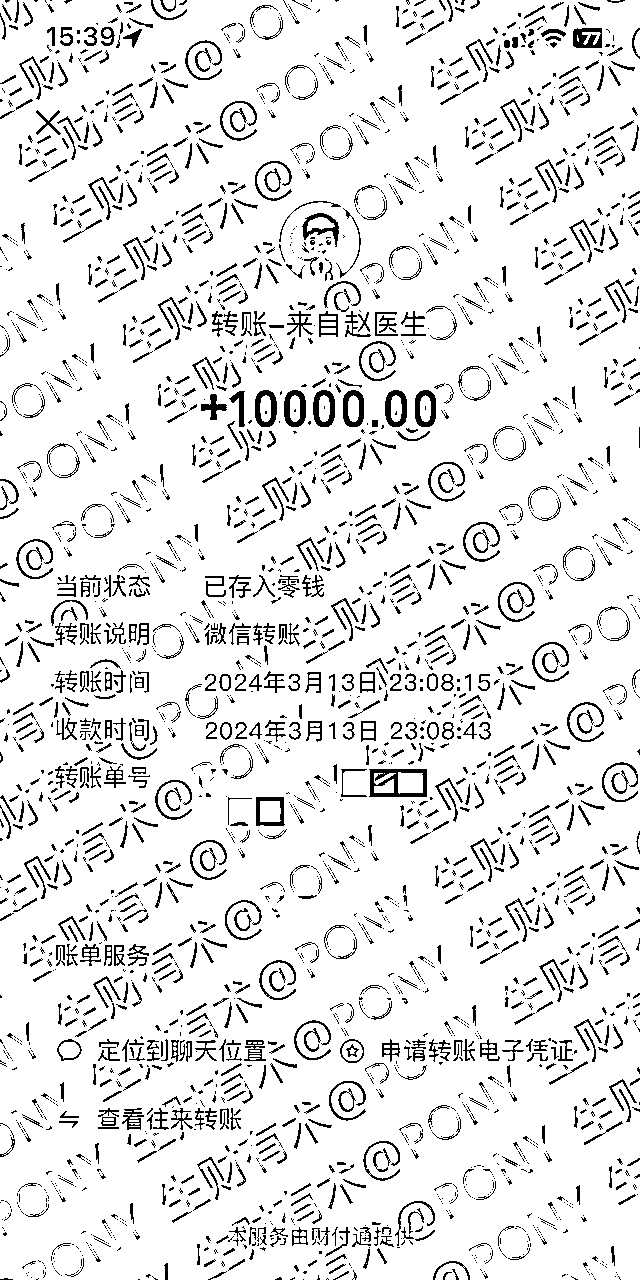 15:39
77
转账-来自赵医生
+10000.00
当前状态 已存入零钱
转账说明 微信转账
转账时间 2024年3月13日 23:08:15
收款时间 2024年3月13日 23:08:43
转账单号
账单服务
定位到聊天位置 申请转账电子凭证
查看往来转账
本服务由财付通提供
生财有术@PONY